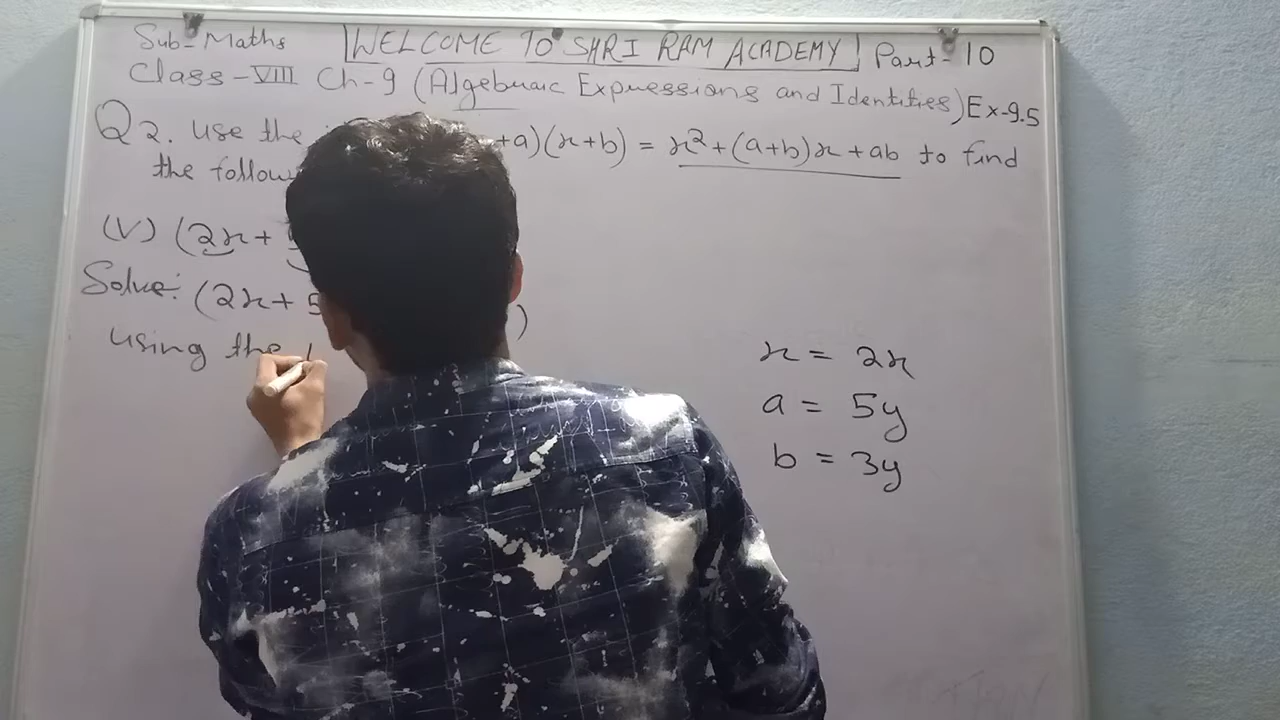 Sub-Maths WELCOME TO SHRI RAM ACADEMY Part-10
Class-VIII Ch-9 (Algebraic Expressions and Identities) Ex-9.5
Q2. Use the +a)(x+b) = x²+(a+b)x+ab to find
the follow
(V) (2x+
Solve: (2x+5 )
using the
x = 2x
a = 5y
b = 3y